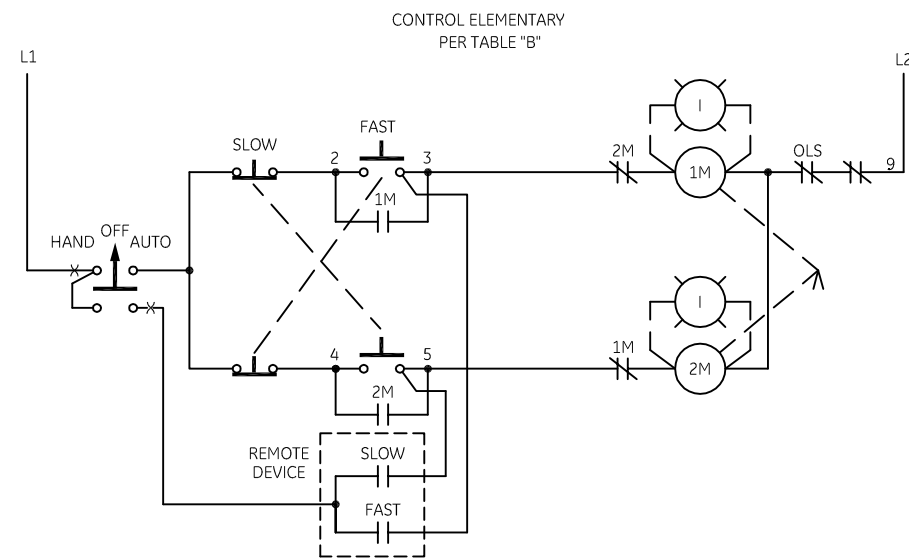 CONTROL ELEMENTARY
PER TABLE "B"
L1
L2
SLOW
FAST
2
3
1M
2M
I
1M
OLS
9
HAND
OFF
AUTO
4
5
2M
1M
I
2M
REMOTE
DEVICE
SLOW
FAST